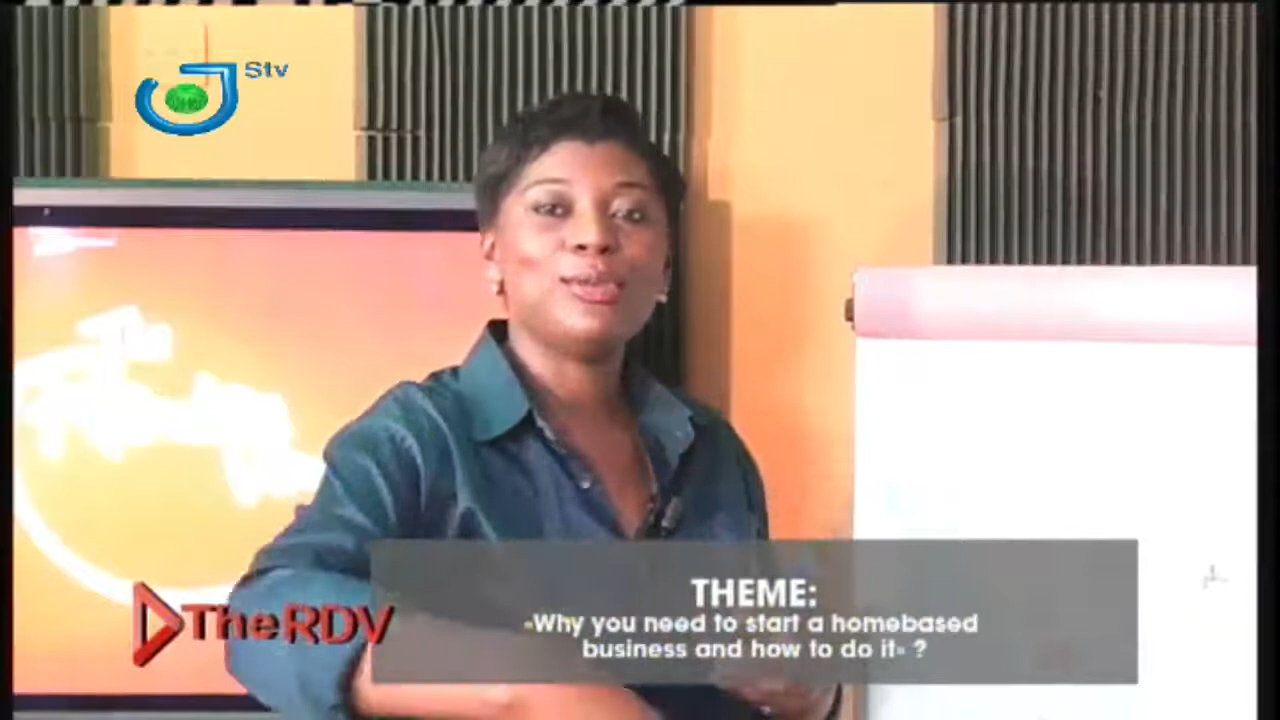 Stv
THEME:
«Why you need to start a homebased
business and how to do it» ?
TheRDV